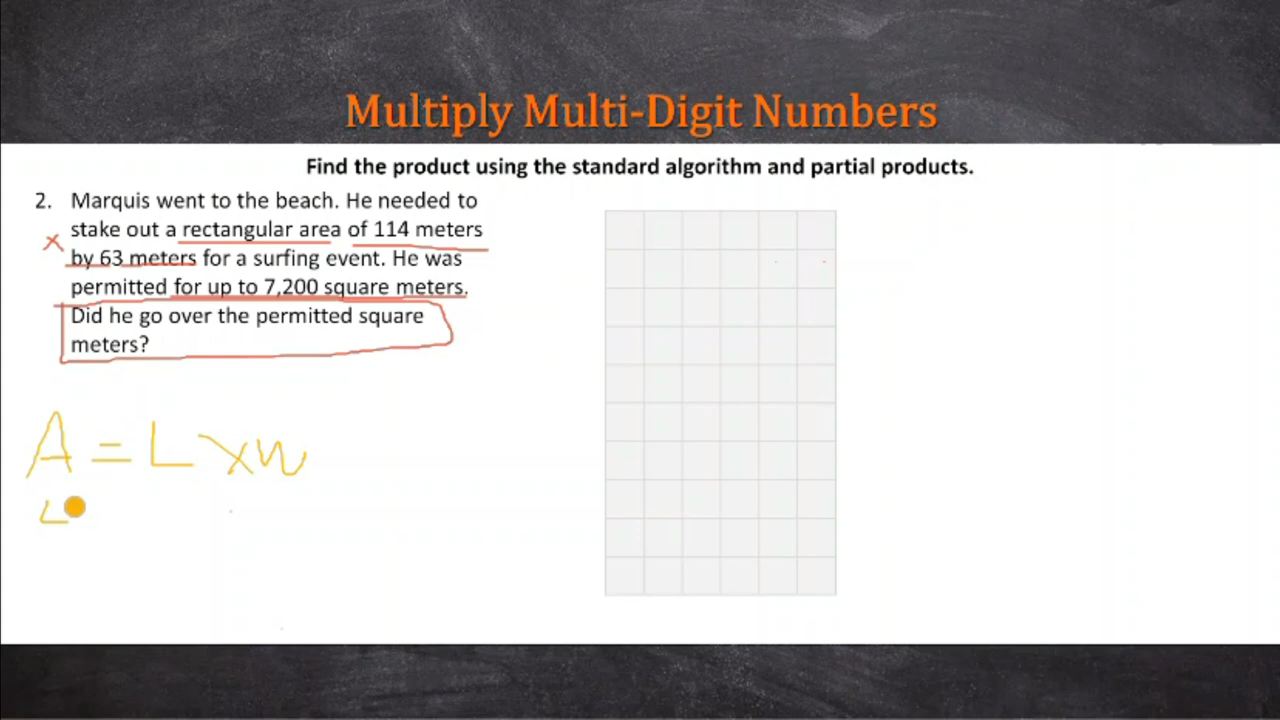 Multiply Multi-Digit Numbers
Find the product using the standard algorithm and partial products.
2. Marquis went to the beach. He needed to
stake out a rectangular area of 114 meters
x
by 63 meters for a surfing event. He was
permitted for up to 7,200 square meters.
Did he go over the permitted square
meters?
A = L x w
L